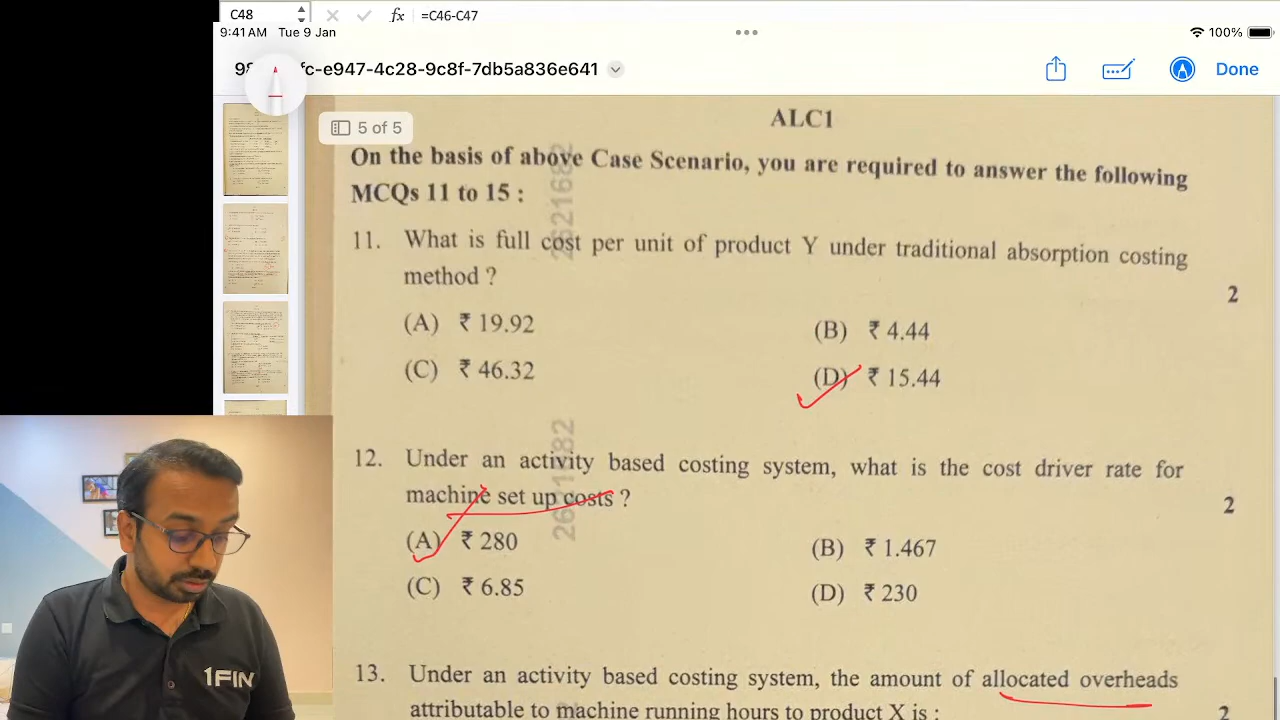 C48
fx
=C46-C47
9:41 AM Tue 9 Jan
100%
fc-e947-4c28-9c8f-7db5a836e641
Done
5 of 5
ALC1
On the basis of above Case Scenario, you are required to answer the following
MCQs 11 to 15 :
11. What is full cost per unit of product Y under traditional absorption costing
method ?
2
(A) ₹ 19.92
(B) ₹ 4.44
(C) ₹ 46.32
(D) ₹ 15.44
12. Under an activity based costing system, what is the cost driver rate for
machine set up costs ?
2
(A) ₹ 280
(B) ₹ 1.467
(C) ₹ 6.85
(D) ₹ 230
13. Under an activity based costing system, the amount of allocated overheads
attributable to machine running hours to product X is :
2
1FIN